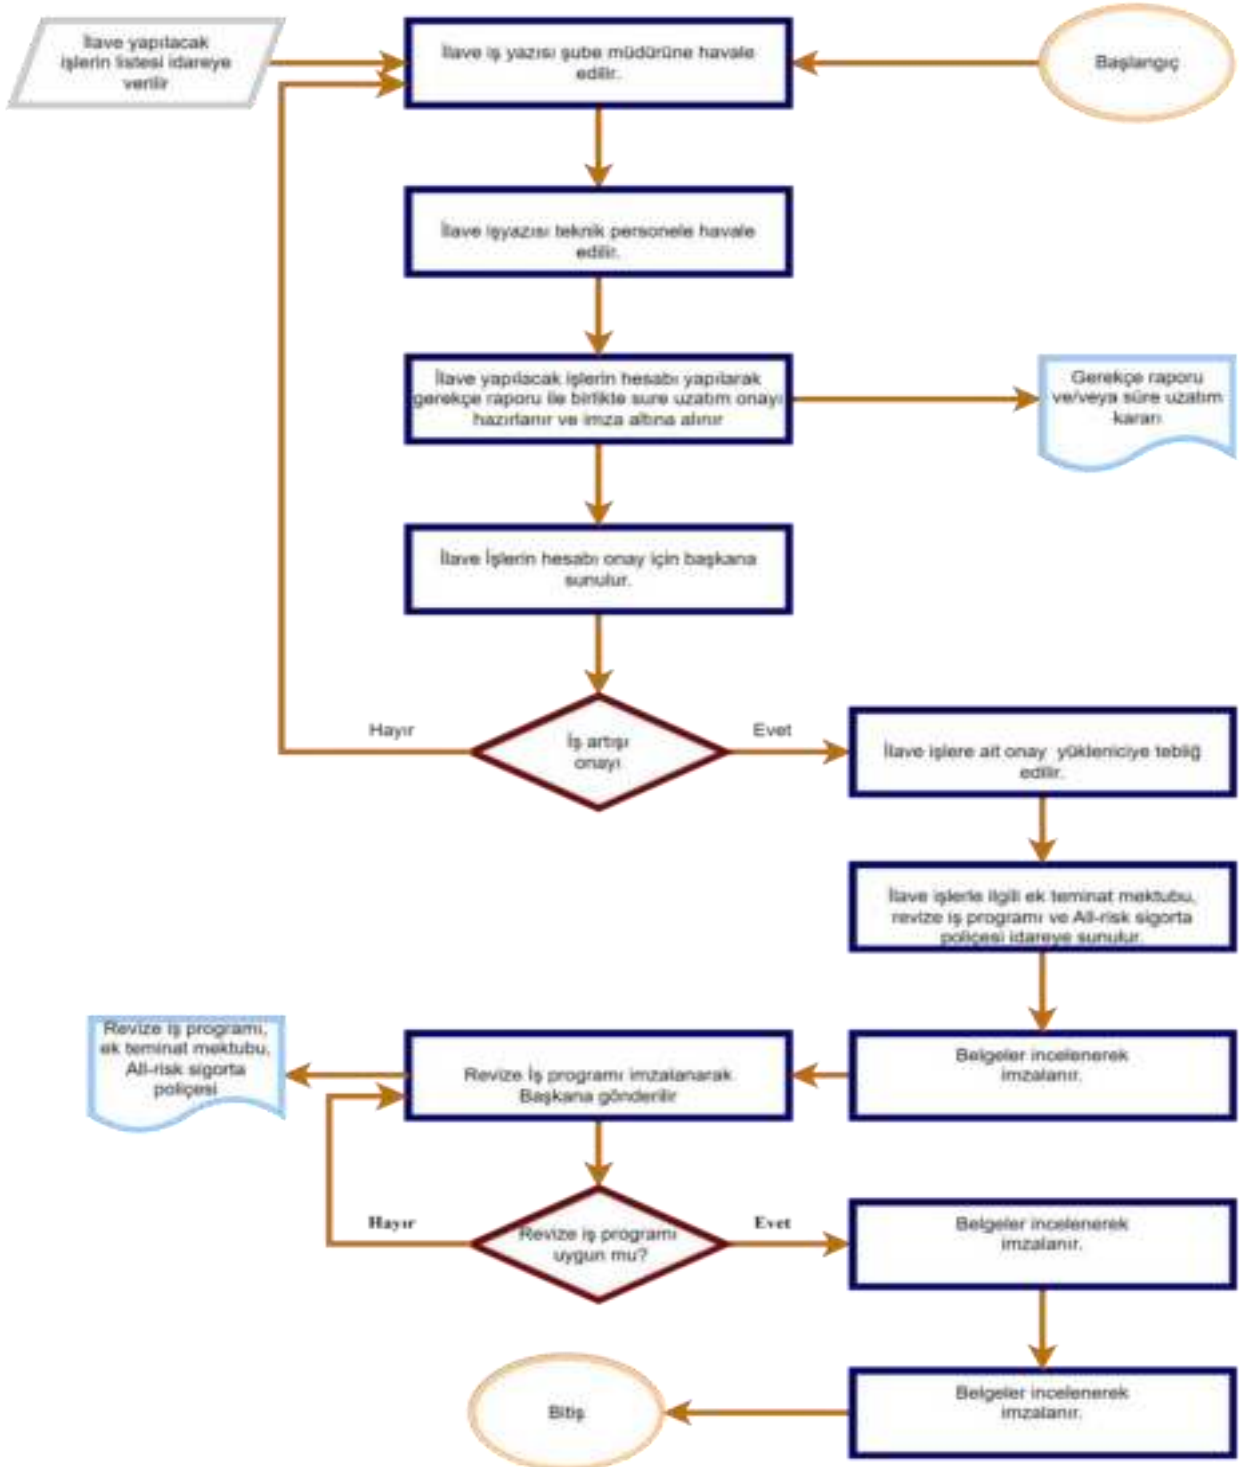 İlave yapılacak
işlerin listesi idareye
verilir
İlave iş yazısı şube müdürüne havale
edilir.
Başlangıç
İlave işyazısı teknik personele havale
edilir.
İlave yapılacak işlerin hesabı yapılarak
gerekçe raporu ile birlikte sure uzatım onayı
hazırlanır ve imza altına alınır
Gerekçe raporu
ve/veya süre uzatım
kararı
İlave İşlerin hesabı onay için başkana
sunulur.
Hayır
İş artışı
onayı
Evet
İlave işlere ait onay yükleniciye tebliğ
edilir.
İlave işlerle ilgili ek teminat mektubu,
revize iş programı ve All-risk sigorta
poliçesi idareye sunulur.
Revize iş programı,
ek teminat mektubu,
All-risk sigorta
poliçesi
Revize İş programı imzalanarak
Başkana gönderilir
Belgeler incelenerek
imzalanır.
Hayır
Revize iş programı
uygun mu?
Evet
Belgeler incelenerek
imzalanır.
Bitiş
Belgeler incelenerek
imzalanır.